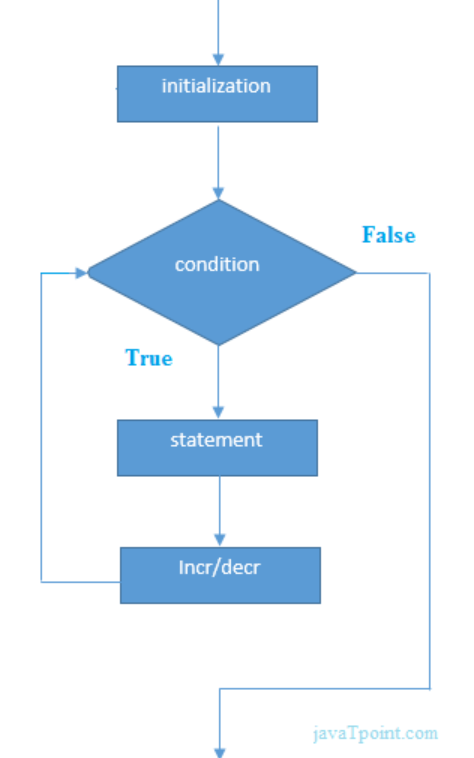 initialization
False
condition
True
statement
Incr/decr
javaTpoint.com